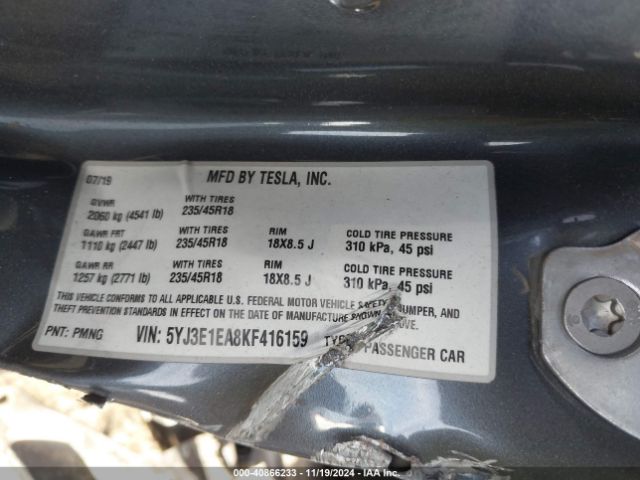 07/19 MFD BY TESLA, INC.
GVWR WITH TIRES
2060 kg (4541 lb) 235/45R18
GAWR FRT WITH TIRES RIM COLD TIRE PRESSURE
1110 kg (2447 lb) 235/45R18 18X8.5 J 310 kPa, 45 psi
GAWR RR WITH TIRES RIM COLD TIRE PRESSURE
1257 kg (2771 lb) 235/45R18 18X8.5 J 310 kPa, 45 psi
THIS VEHICLE CONFORMS TO ALL APPLICABLE U.S. FEDERAL MOTOR VEHICLE SAFETY, BUMPER, AND
THEFT PREVENTION STANDARDS IN EFFECT ON THE DATE OF MANUFACTURE SHOWN
PNT: PMNG VIN: 5YJ3E1EA8KF416159 PASSENGER CAR
000-40866233 - 11/19/2024 - IAA Inc.